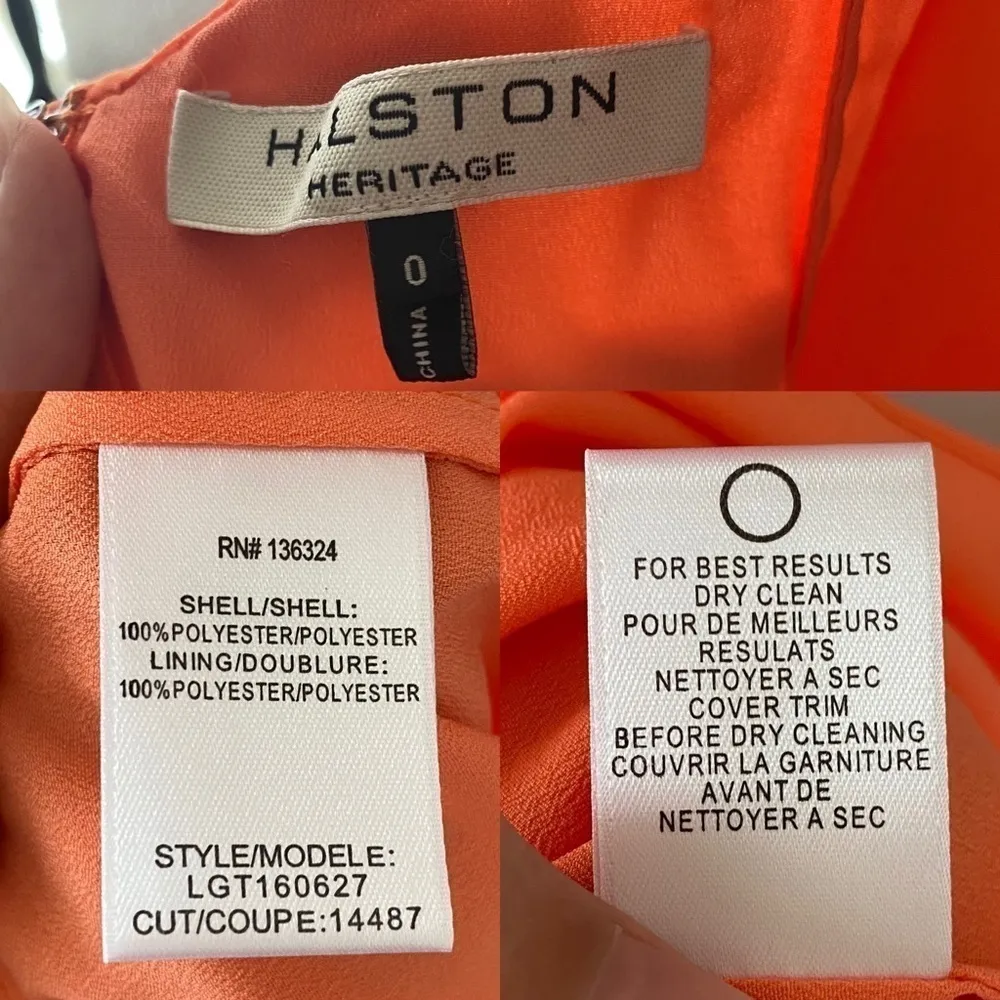 HALSTON
HERITAGE
0
CHINA
RN# 136324
SHELL/SHELL:
100%POLYESTER/POLYESTER
LINING/DOUBLURE:
100%POLYESTER/POLYESTER
STYLE/MODELE:
LGT160627
CUT/COUPE:14487
FOR BEST RESULTS
DRY CLEAN
POUR DE MEILLEURS
RESULATS
NETTOYER A SEC
COVER TRIM
BEFORE DRY CLEANING
COUVRIR LA GARNITURE
AVANT DE
NETTOYER A SEC